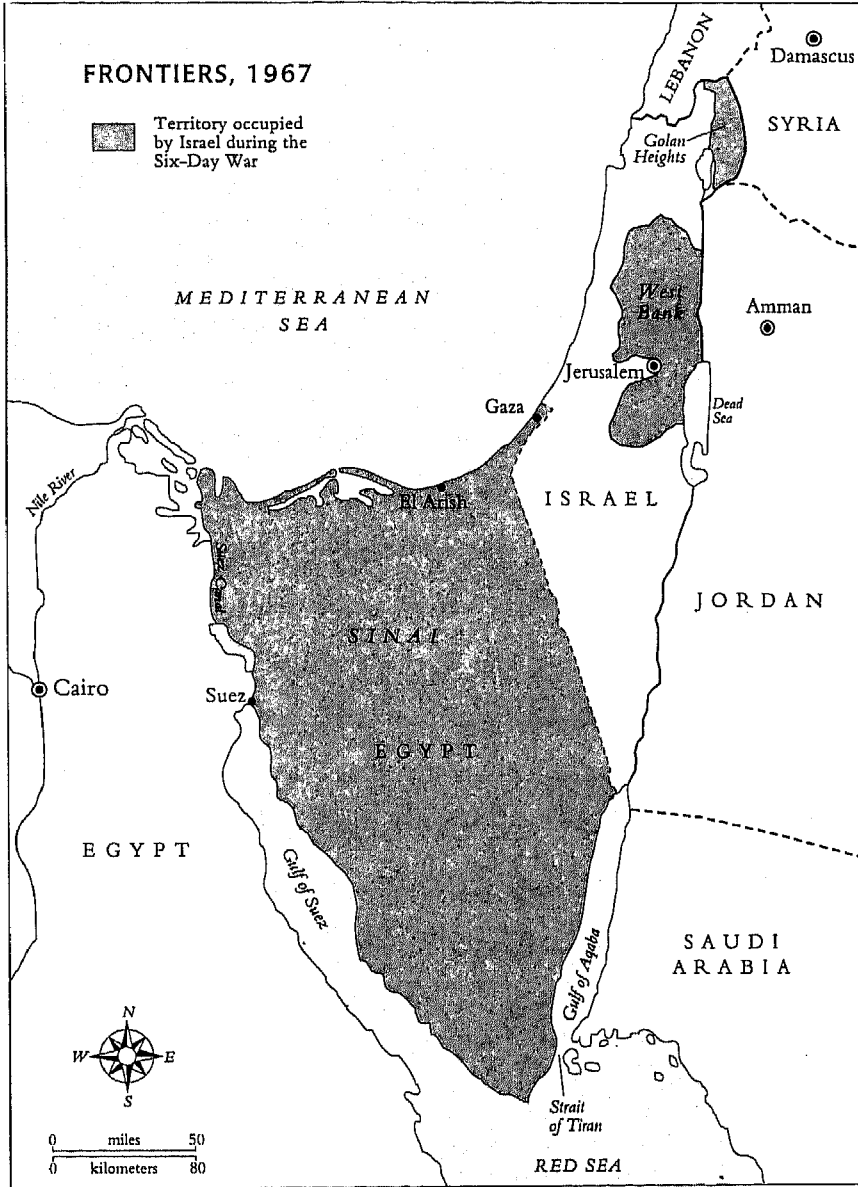 FRONTIERS, 1967
Territory occupied
by Israel during the
Six-Day War
LEBANON
Damascus
SYRIA
Golan
Heights
MEDITERRANEAN
SEA
West
Bank
Amman
Jerusalem
Gaza
Dead
Sea
Nile River
El Arish
ISRAEL
Suez Canal
SINAI
JORDAN
Cairo
Suez
EGYPT
EGYPT
Gulf of Suez
Gulf of Aqaba
SAUDI
ARABIA
N
W E
S
Strait
of Tiran
0 miles 50
0 kilometers 80
RED SEA